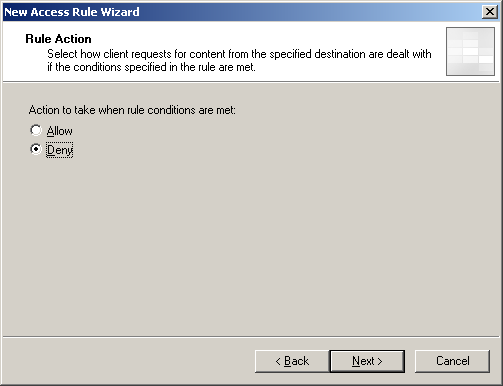 New Access Rule Wizard
Rule Action
Select how client requests for content from the specified destination are dealt with
if the conditions specified in the rule are met.
Action to take when rule conditions are met:
Allow
Deny
< Back
Next >
Cancel